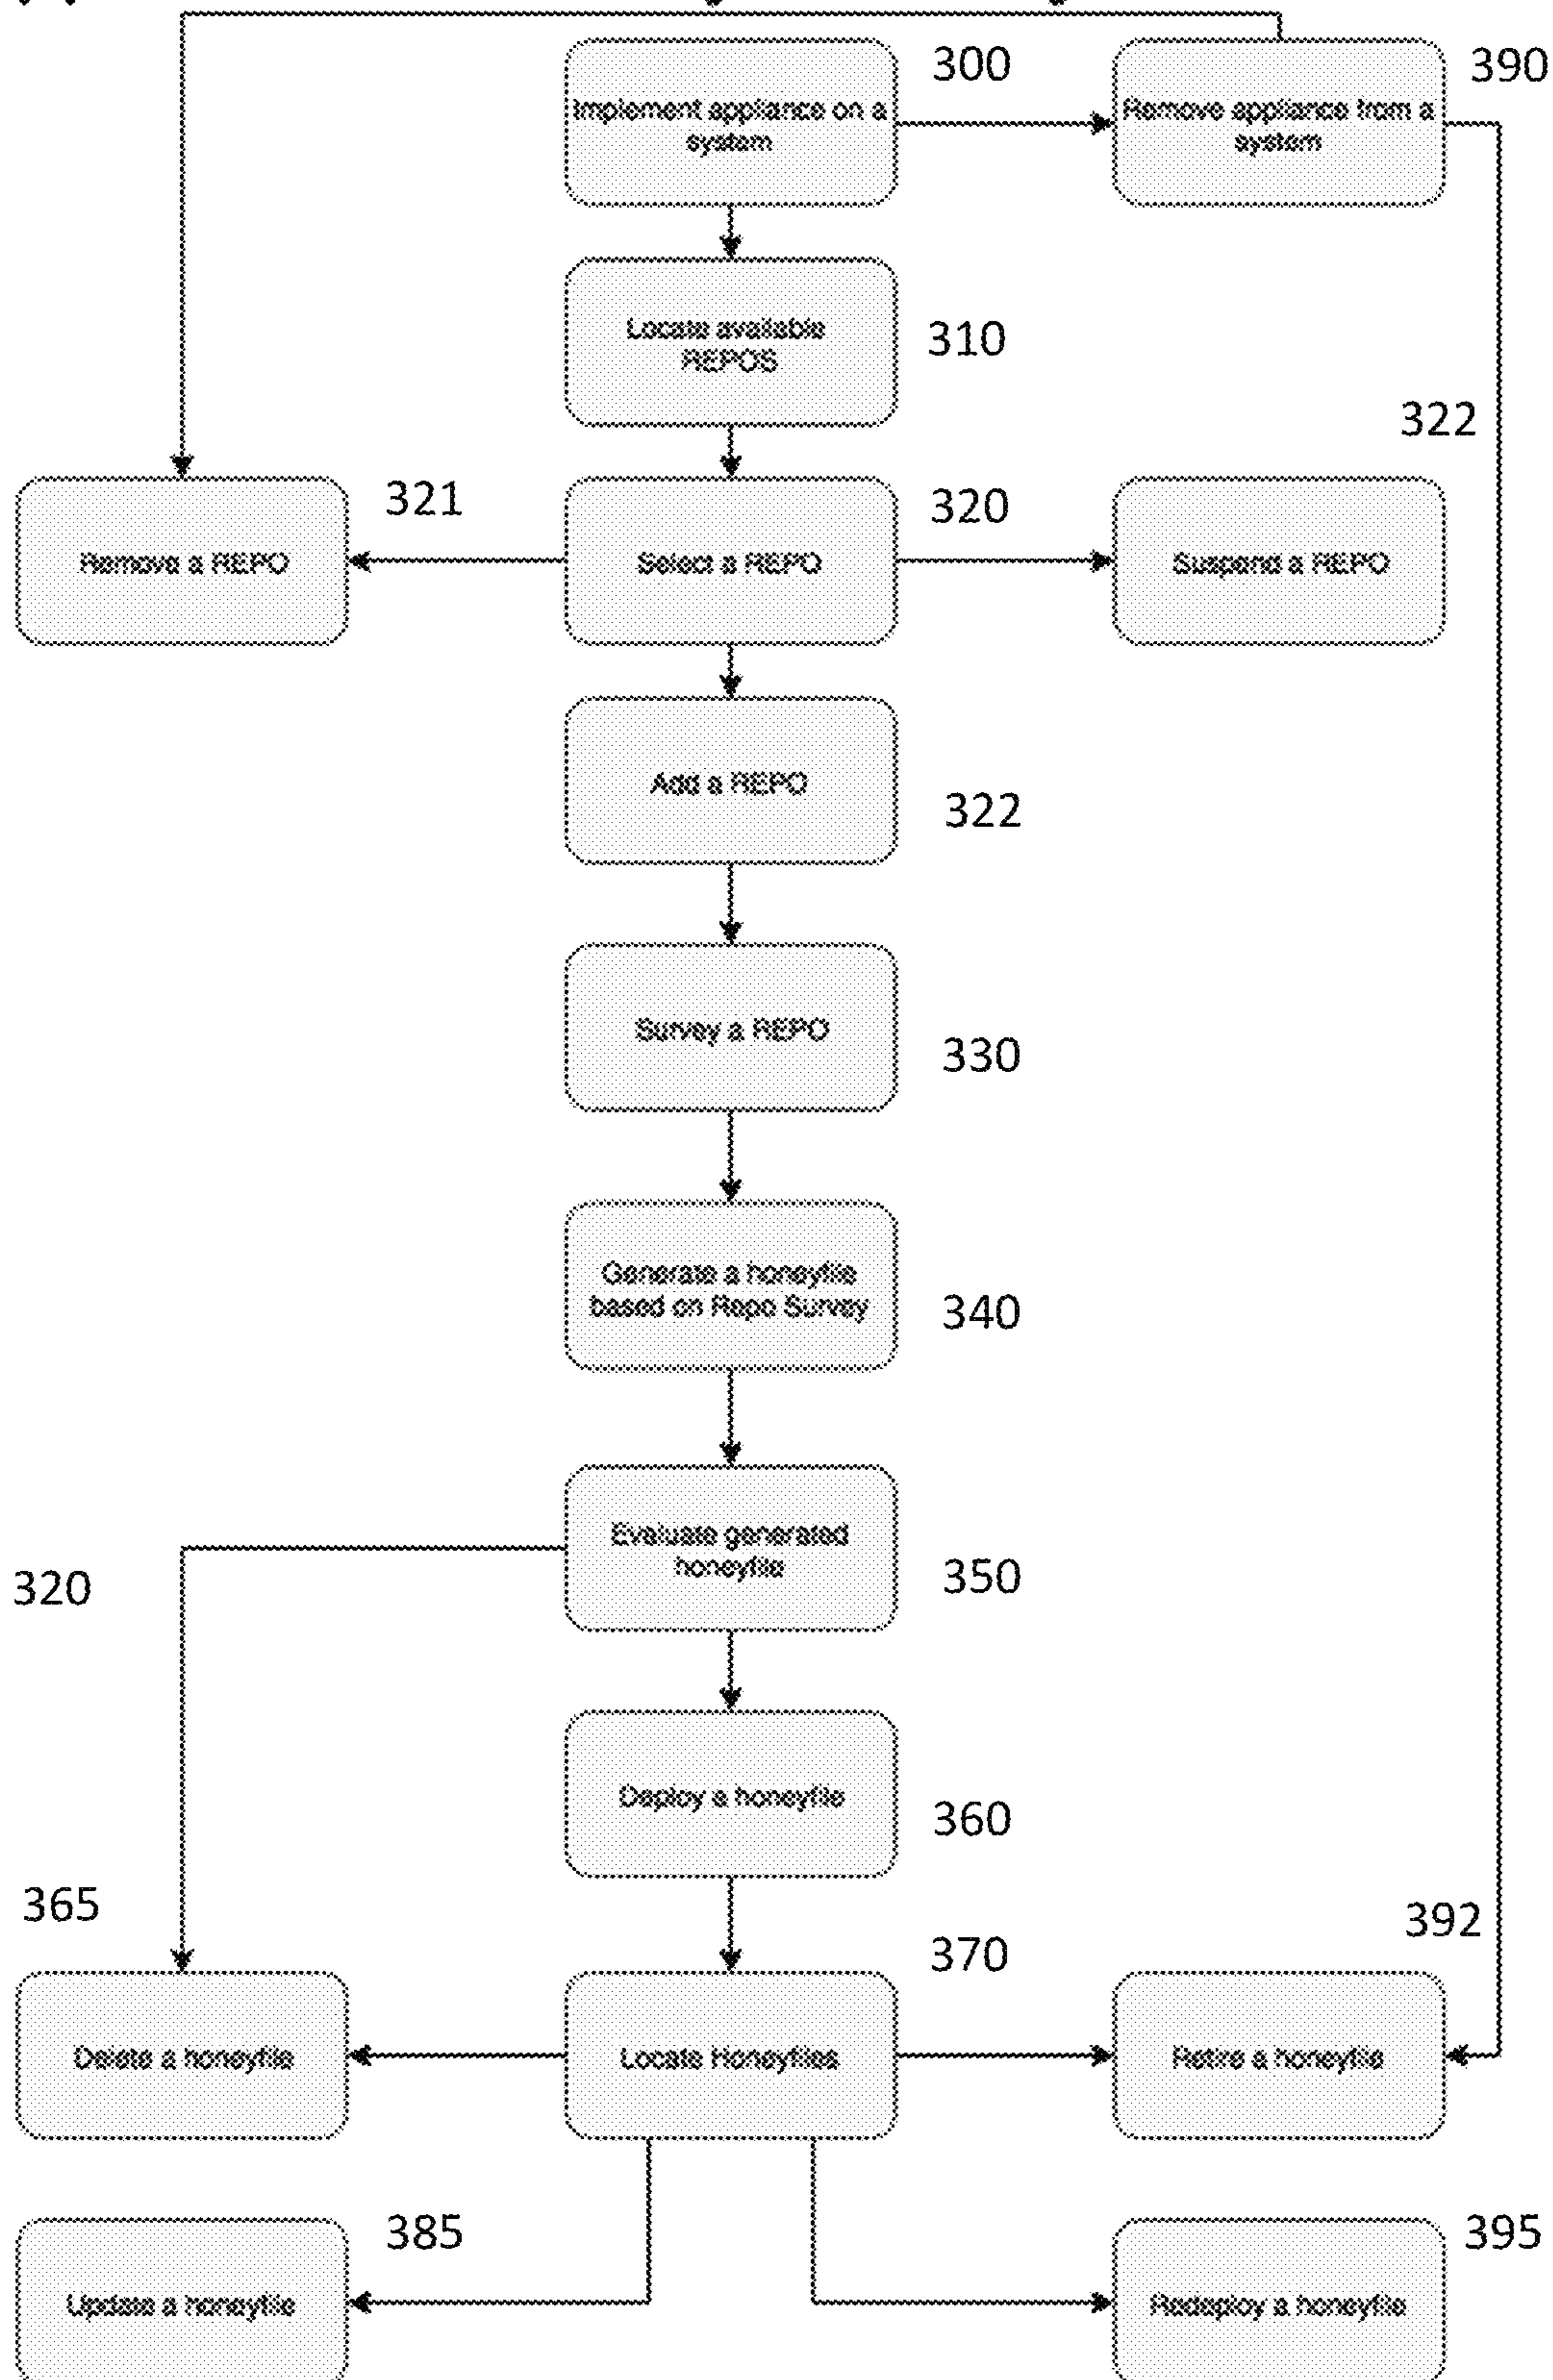 300
390
Implement appliance on a
system
Remove appliance from a
system
Locate available
REPOS
310
322
321
320
Remove a REPO
Select a REPO
Suspend a REPO
Add a REPO
322
Survey a REPO
330
Generate a honeyfile
based on Repo Survey
340
Evaluate generated
honeyfile
350
320
Deploy a honeyfile
360
365
370
392
Delete a honeyfile
Locate Honeyfiles
Retire a honeyfile
385
395
Update a honeyfile
Redeploy a honeyfile